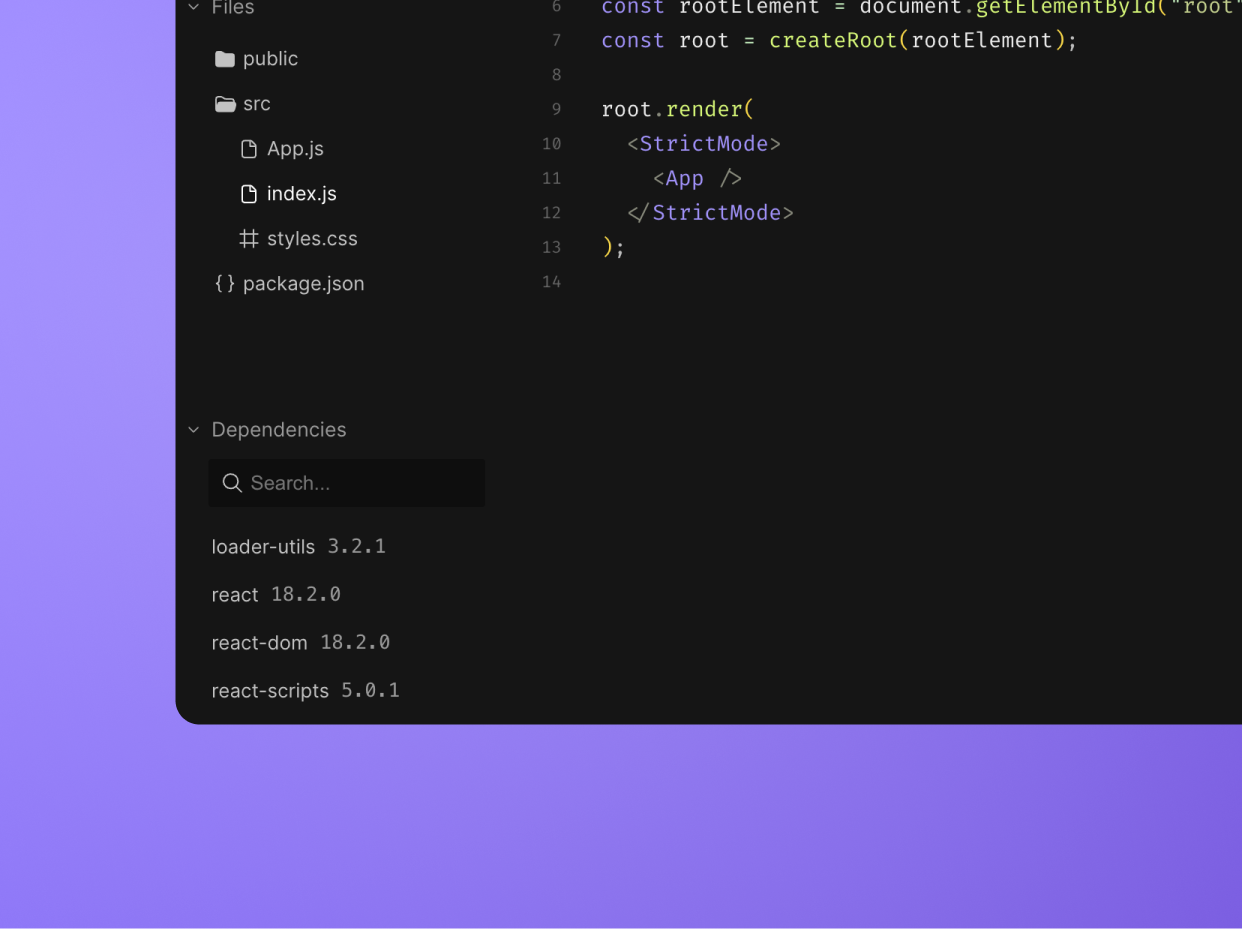 Files
public
src
App.js
index.js
styles.css
{} package.json
Dependencies
Search...
loader-utils 3.2.1
react 18.2.0
react-dom 18.2.0
react-scripts 5.0.1
6 const rootElement = document.getElementById("root"
7 const root = createRoot(rootElement);
8
9 root.render(
10 <StrictMode>
11 <App />
12 </StrictMode>
13 );
14